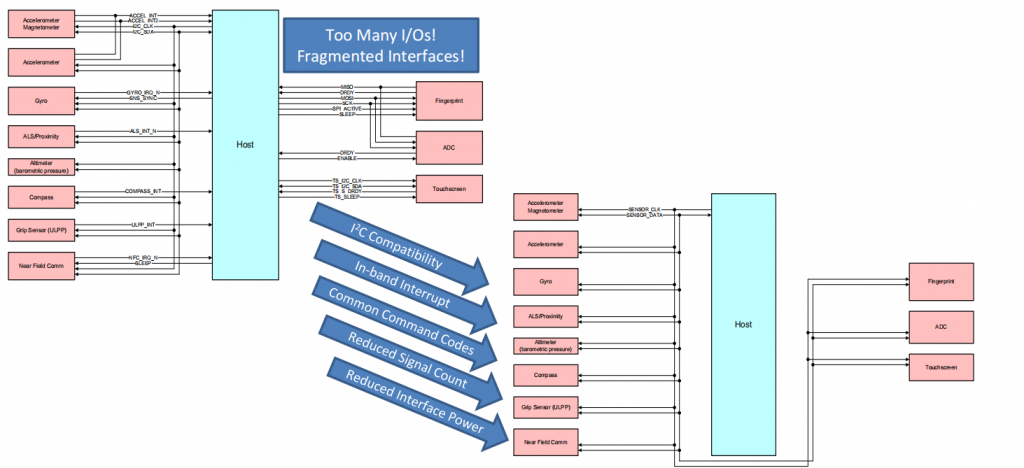 Accelerometer
Magnetometer
ACCEL_INT
ACCEL_INT2
I2C_CLK
I2C_SDA
Accelerometer
Gyro
GYRO_IRQ_N
SNS_SYNC
ALS/Proximity
ALS_INT_N
Altimeter
(barometric pressure)
Compass
COMPASS_INT
Grip Sensor (ULPP)
ULPP_INT
Near Field Comm
NFC_IRQ_N
SLEEP
Host
Too Many I/Os!
Fragmented Interfaces!
MISO
DRDY
MOSI
SCK
SPI_ACTIVE
SLEEP
Fingerprint
DRDY
ENABLE
ADC
TS_I2C_CLK
TS_I2C_SDA
TS_S_DRDY
TS_SLEEP
Touchscreen
I²C Compatibility
In-band Interrupt
Common Command Codes
Reduced Signal Count
Reduced Interface Power
Accelerometer
Magnetometer
SENSOR_CLK
SENSOR_DATA
Accelerometer
Gyro
ALS/Proximity
Altimeter
(barometric pressure)
Compass
Grip Sensor (ULPP)
Near Field Comm
Host
Fingerprint
ADC
Touchscreen